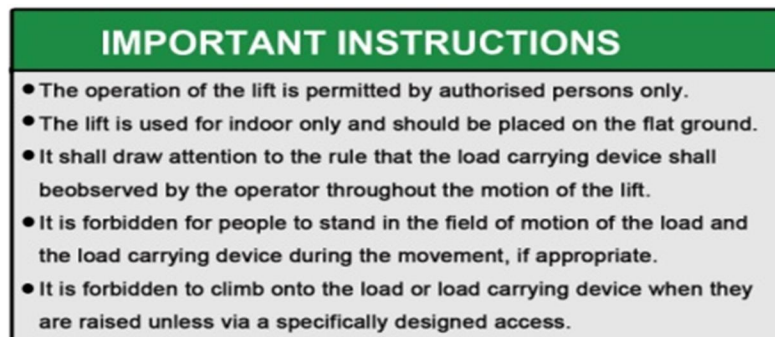 IMPORTANT INSTRUCTIONS
● The operation of the lift is permitted by authorised persons only.
● The lift is used for indoor only and should be placed on the flat ground.
● It shall draw attention to the rule that the load carrying device shall
beobserved by the operator throughout the motion of the lift.
● It is forbidden for people to stand in the field of motion of the load and
the load carrying device during the movement, if appropriate.
● It is forbidden to climb onto the load or load carrying device when they
are raised unless via a specifically designed access.